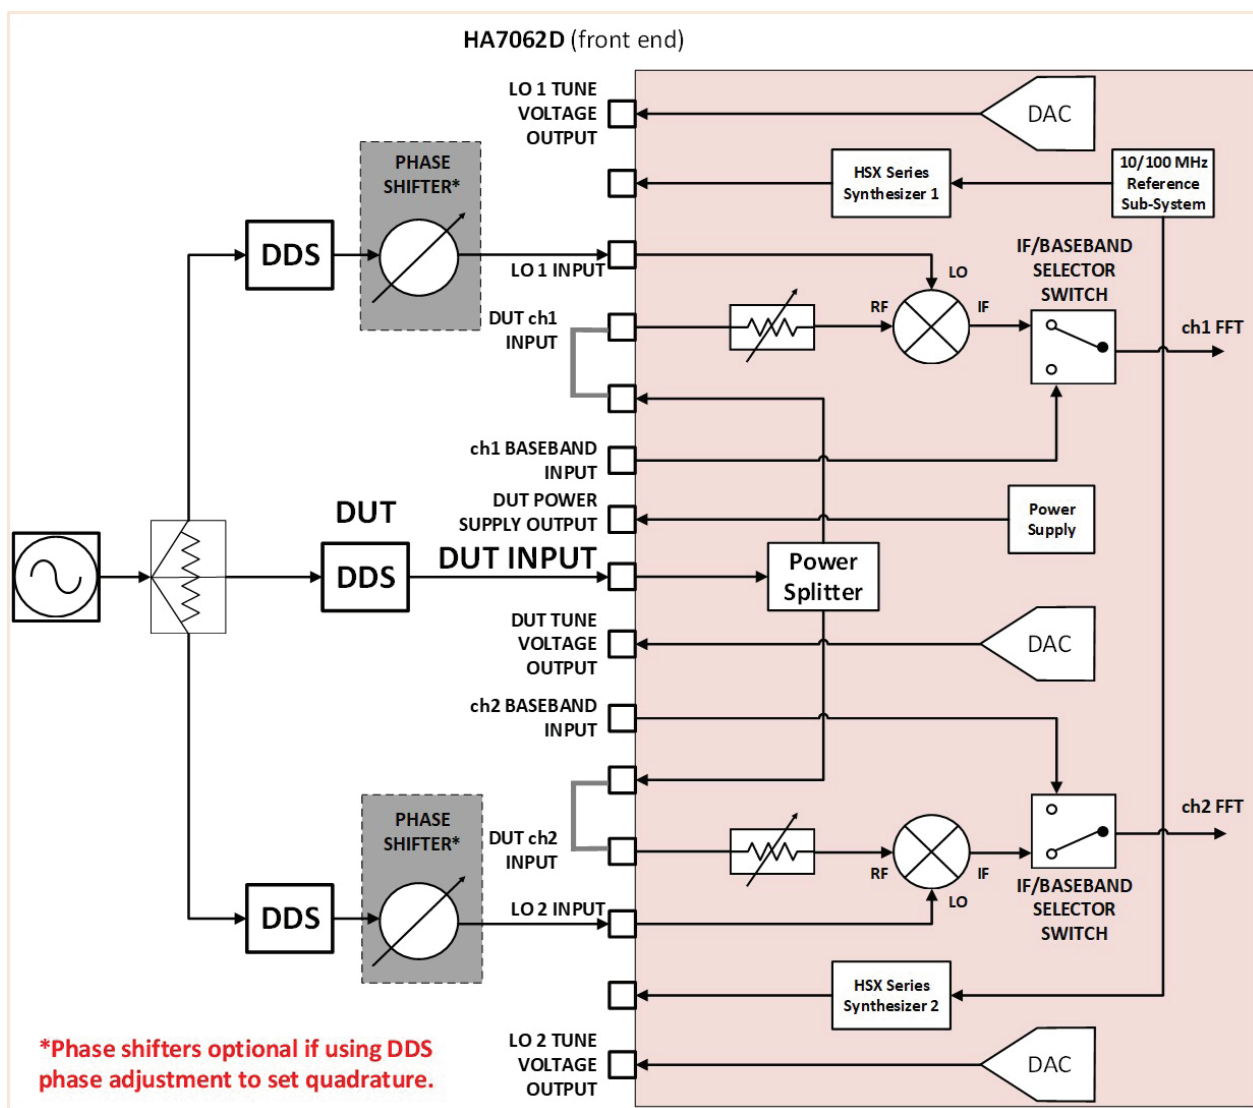 HA7062D (front end)
LO 1 TUNE
VOLTAGE
OUTPUT
DAC
PHASE
SHIFTER*
HSX Series
Synthesizer 1
10/100 MHz
Reference
Sub-System
DDS
LO 1 INPUT
LO
IF/BASEBAND
SELECTOR
SWITCH
DUT ch1
INPUT
RF
IF
ch1 FFT
ch1 BASEBAND
INPUT
DUT POWER
SUPPLY OUTPUT
Power
Supply
DUT
DDS
DUT INPUT
Power
Splitter
DUT TUNE
VOLTAGE
OUTPUT
DAC
ch2 BASEBAND
INPUT
PHASE
SHIFTER*
DUT ch2
INPUT
RF
IF
LO
ch2 FFT
IF/BASEBAND
SELECTOR
SWITCH
DDS
LO 2 INPUT
HSX Series
Synthesizer 2
LO 2 TUNE
VOLTAGE
OUTPUT
DAC
*Phase shifters optional if using DDS
phase adjustment to set quadrature.